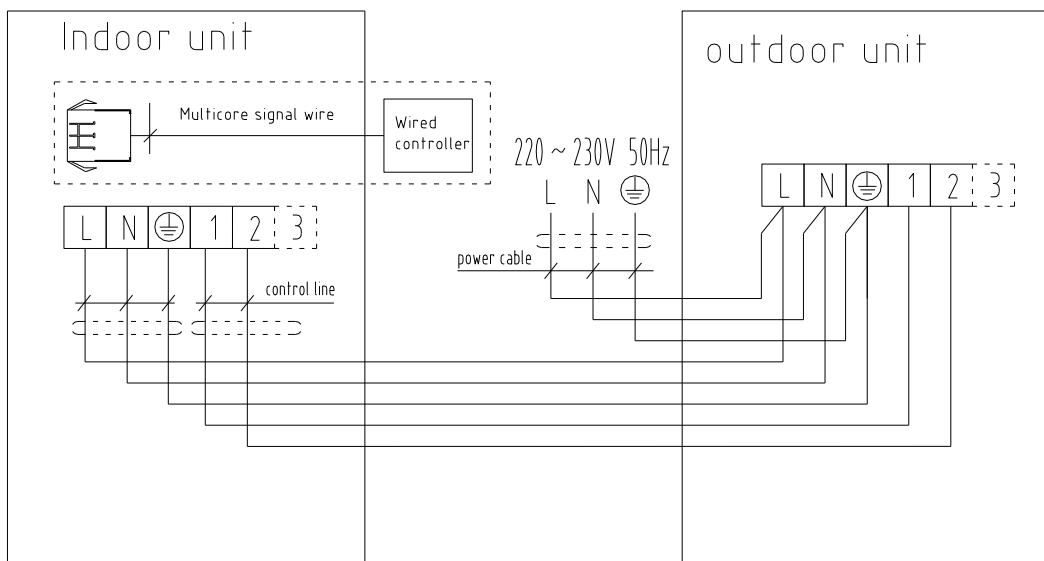 Indoor unit
outdoor unit
Multicore signal wire
Wired
controller
220 ~ 230V 50Hz
L N
L N 1 2 3
L N 1 2 3
power cable
control line